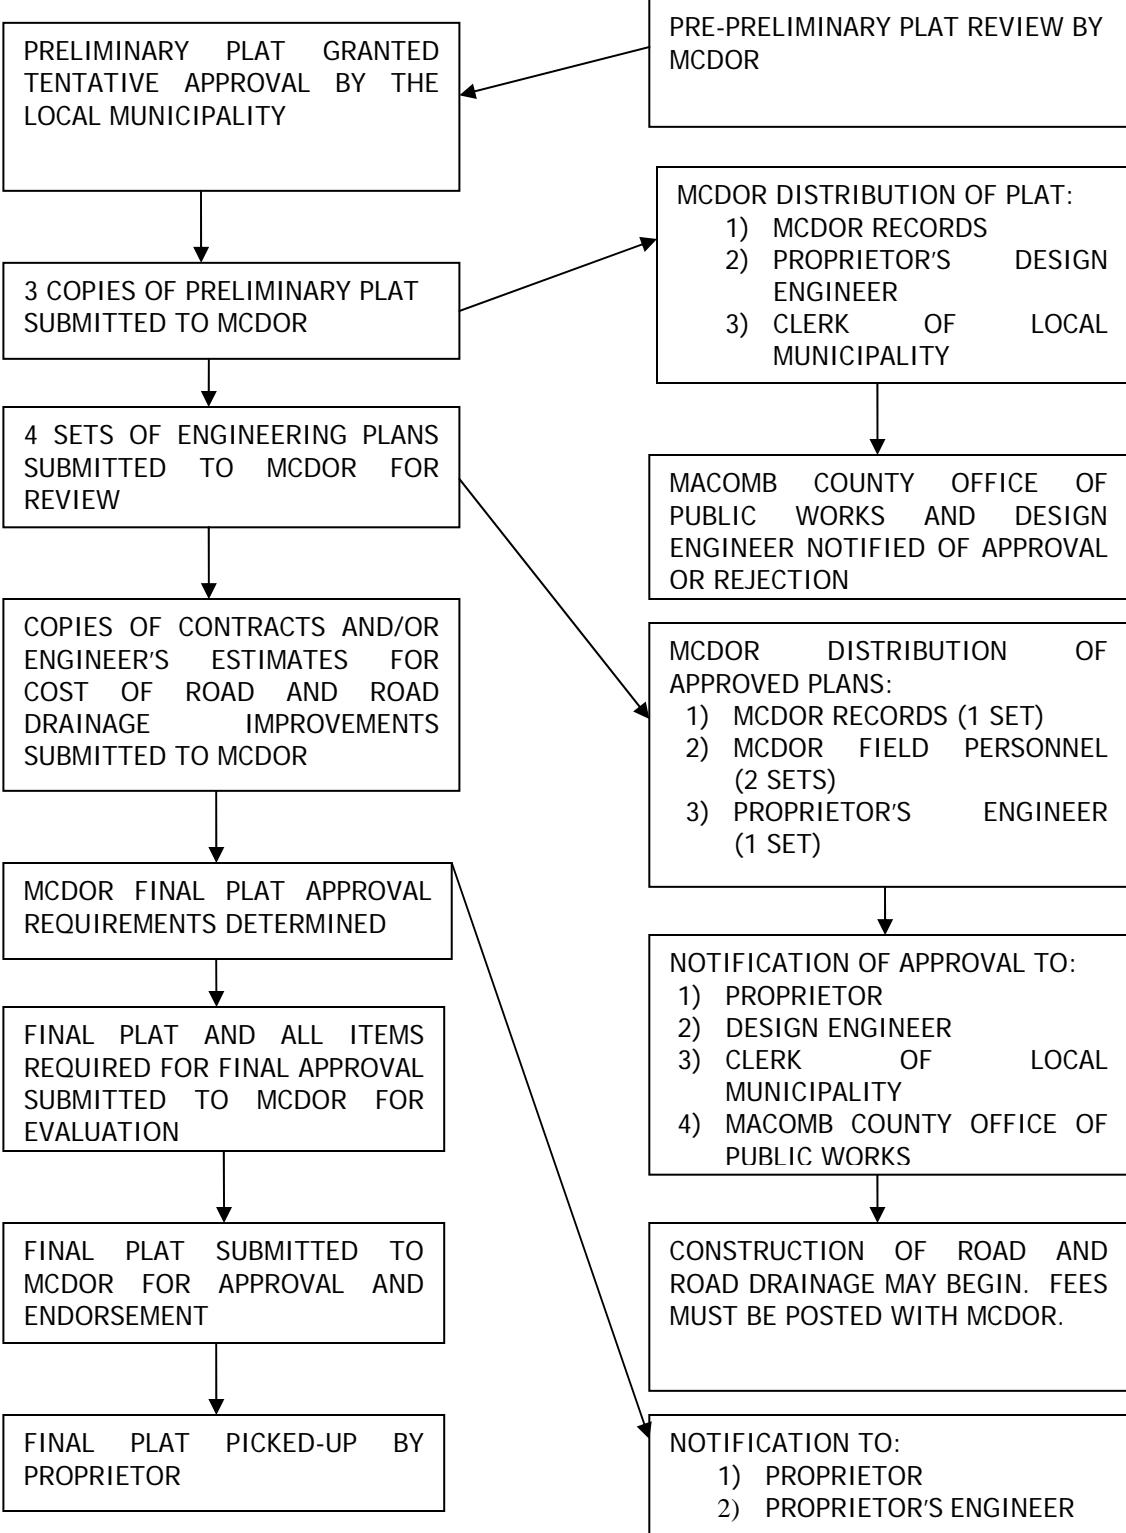 PRELIMINARY PLAT GRANTED
TENTATIVE APPROVAL BY THE
LOCAL MUNICIPALITY
PRE-PRELIMINARY PLAT REVIEW BY
MCDOR
3 COPIES OF PRELIMINARY PLAT
SUBMITTED TO MCDOR
MCDOR DISTRIBUTION OF PLAT:
1) MCDOR RECORDS
2) PROPRIETOR'S DESIGN
ENGINEER
3) CLERK OF LOCAL
MUNICIPALITY
4 SETS OF ENGINEERING PLANS
SUBMITTED TO MCDOR FOR
REVIEW
MACOMB COUNTY OFFICE OF
PUBLIC WORKS AND DESIGN
ENGINEER NOTIFIED OF APPROVAL
OR REJECTION
COPIES OF CONTRACTS AND/OR
ENGINEER'S ESTIMATES FOR
COST OF ROAD AND ROAD
DRAINAGE IMPROVEMENTS
SUBMITTED TO MCDOR
MCDOR DISTRIBUTION OF
APPROVED PLANS:
1) MCDOR RECORDS (1 SET)
2) MCDOR FIELD PERSONNEL
(2 SETS)
3) PROPRIETOR'S ENGINEER
(1 SET)
MCDOR FINAL PLAT APPROVAL
REQUIREMENTS DETERMINED
NOTIFICATION OF APPROVAL TO:
1) PROPRIETOR
2) DESIGN ENGINEER
3) CLERK OF LOCAL
MUNICIPALITY
4) MACOMB COUNTY OFFICE OF
PUBLIC WORKS
FINAL PLAT AND ALL ITEMS
REQUIRED FOR FINAL APPROVAL
SUBMITTED TO MCDOR FOR
EVALUATION
FINAL PLAT SUBMITTED TO
MCDOR FOR APPROVAL AND
ENDORSEMENT
CONSTRUCTION OF ROAD AND
ROAD DRAINAGE MAY BEGIN. FEES
MUST BE POSTED WITH MCDOR.
FINAL PLAT PICKED-UP BY
PROPRIETOR
NOTIFICATION TO:
1) PROPRIETOR
2) PROPRIETOR'S ENGINEER